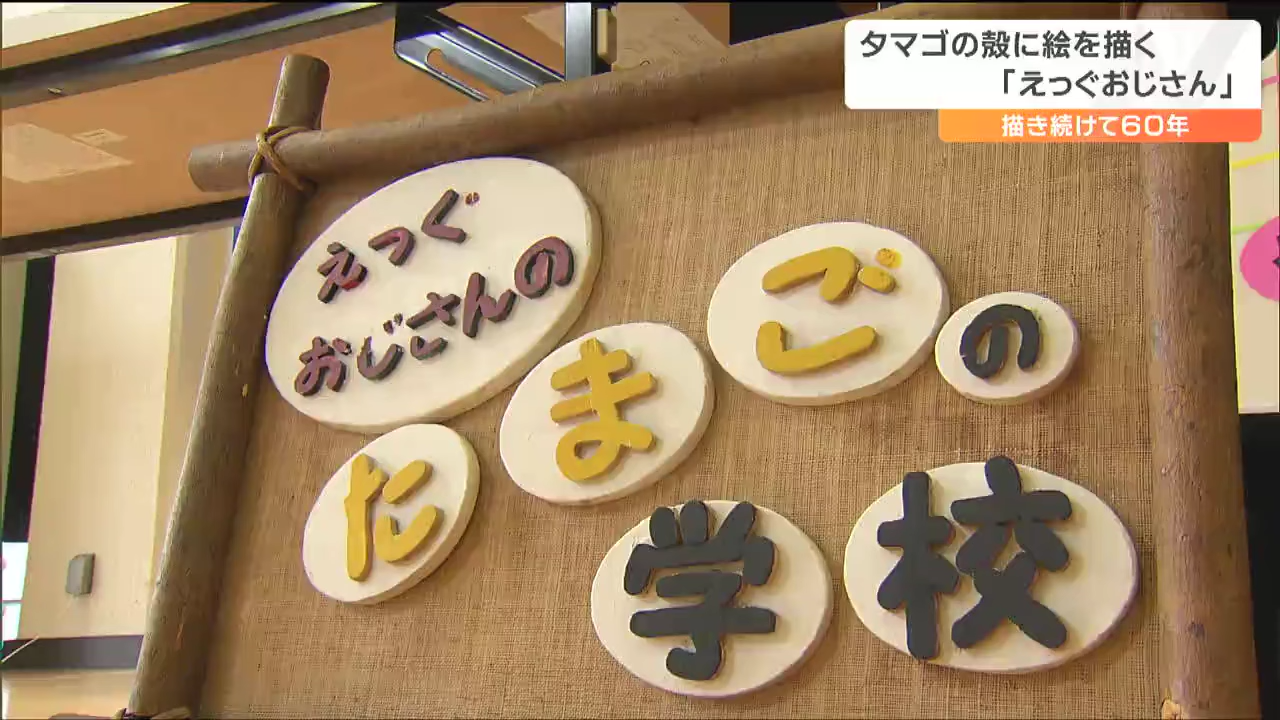 タマゴの殻に絵を描く
「えっぐおじさん」
描き続けて60年
えっぐ
おじさんの
たまごの
学校